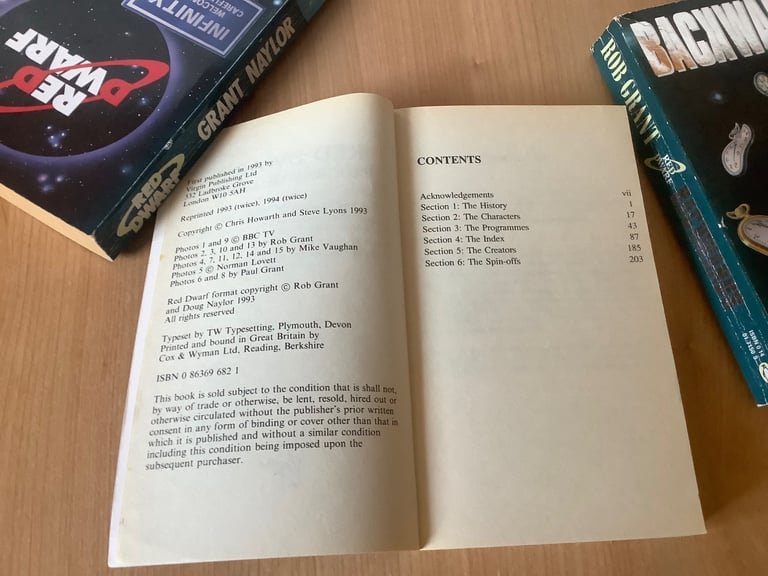 INFINITY
WELCO
CAREF
RED
DWARF
GRANT NAYLOR
RED
DWARF
First published in 1993 by
Virgin Publishing Ltd
332 Ladbroke Grove
London W10 5AH
Reprinted 1993 (twice), 1994 (twice)
Copyright © Chris Howarth and Steve Lyons 1993
Photos 1 and 9 © BBC TV
Photos 2, 3, 10 and 13 by Rob Grant
Photos 4, 7, 11, 12, 14 and 15 by Mike Vaughan
Photos 5 © Norman Lovett
Photos 6 and 8 by Paul Grant
Red Dwarf format copyright © Rob Grant
and Doug Naylor 1993
All rights reserved
Typeset by TW Typesetting, Plymouth, Devon
Printed and bound in Great Britain by
Cox & Wyman Ltd, Reading, Berkshire
ISBN 0 86369 682 1
This book is sold subject to the condition that is shall not,
by way of trade or otherwise, be lent, resold, hired out or
otherwise circulated without the publisher's prior written
consent in any form of binding or cover other than that in
which it is published and without a similar condition
including this condition being imposed upon the
subsequent purchaser.
CONTENTS
Acknowledgements vii
Section 1: The History 1
Section 2: The Characters 17
Section 3: The Programmes 43
Section 4: The Index 87
Section 5: The Creators 185
Section 6: The Spin-offs 203
BACKWA
ROB GRANT
RED
DWARF